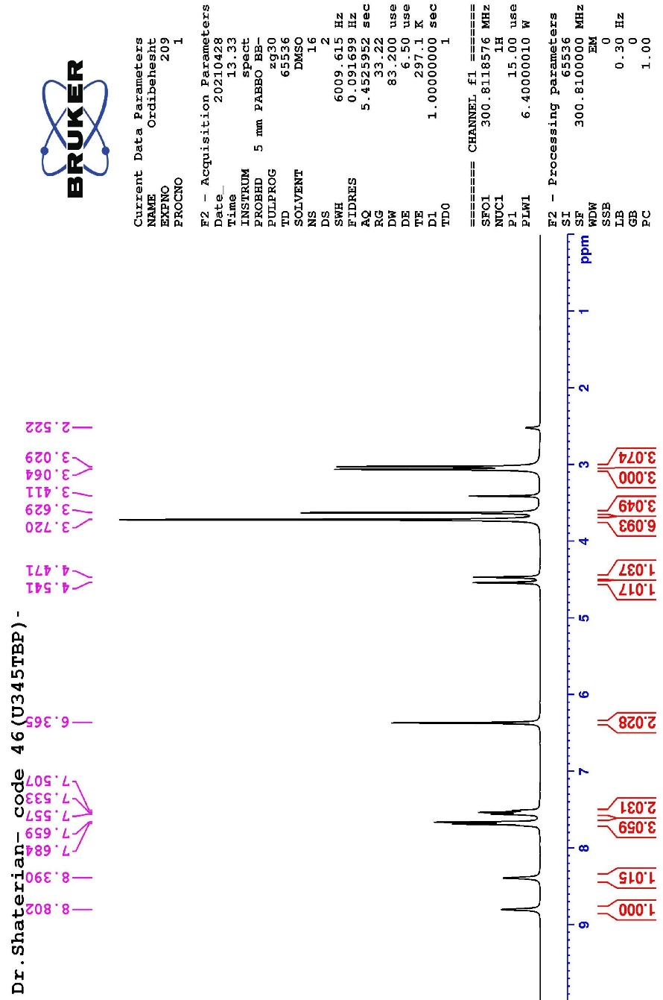 Dr.Shaterian- code 46(U345TBP)-
BRUKER
Current Data Parameters
NAME Ordibehesht
EXPNO 209
PROCNO 1
F2 - Acquisition Parameters
Date_ 20210428
Time 13.33
INSTRUM spect
PROBHD 5 mm PABBO BB-
PULPROG zg30
TD 65536
SOLVENT DMSO
NS 16
DS 2
SWH 6009.615 Hz
FIDRES 0.091699 Hz
AQ 5.4525952 sec
RG 33.22
DW 83.200 use
DE 6.50 use
TE 297.1 K
D1 1.00000000 sec
TD0 1
======== CHANNEL f1 ========
SFO1 300.8118576 MHz
NUC1 1H
P1 15.00 use
PLW1 6.40000010 W
F2 - Processing parameters
SI 65536
SF 300.8100000 MHz
WDW EM
SSB 0
LB 0.30 Hz
GB 0
PC 1.00
8.802
8.390
7.684
7.659
7.557
7.533
7.507
6.365
4.541
4.471
3.720
3.629
3.411
3.064
3.029
2.522
9 8 7 6 5 4 3 2 1 ppm
1.000
1.015
3.059
2.031
2.028
1.017
1.037
6.093
3.049
3.000
3.074